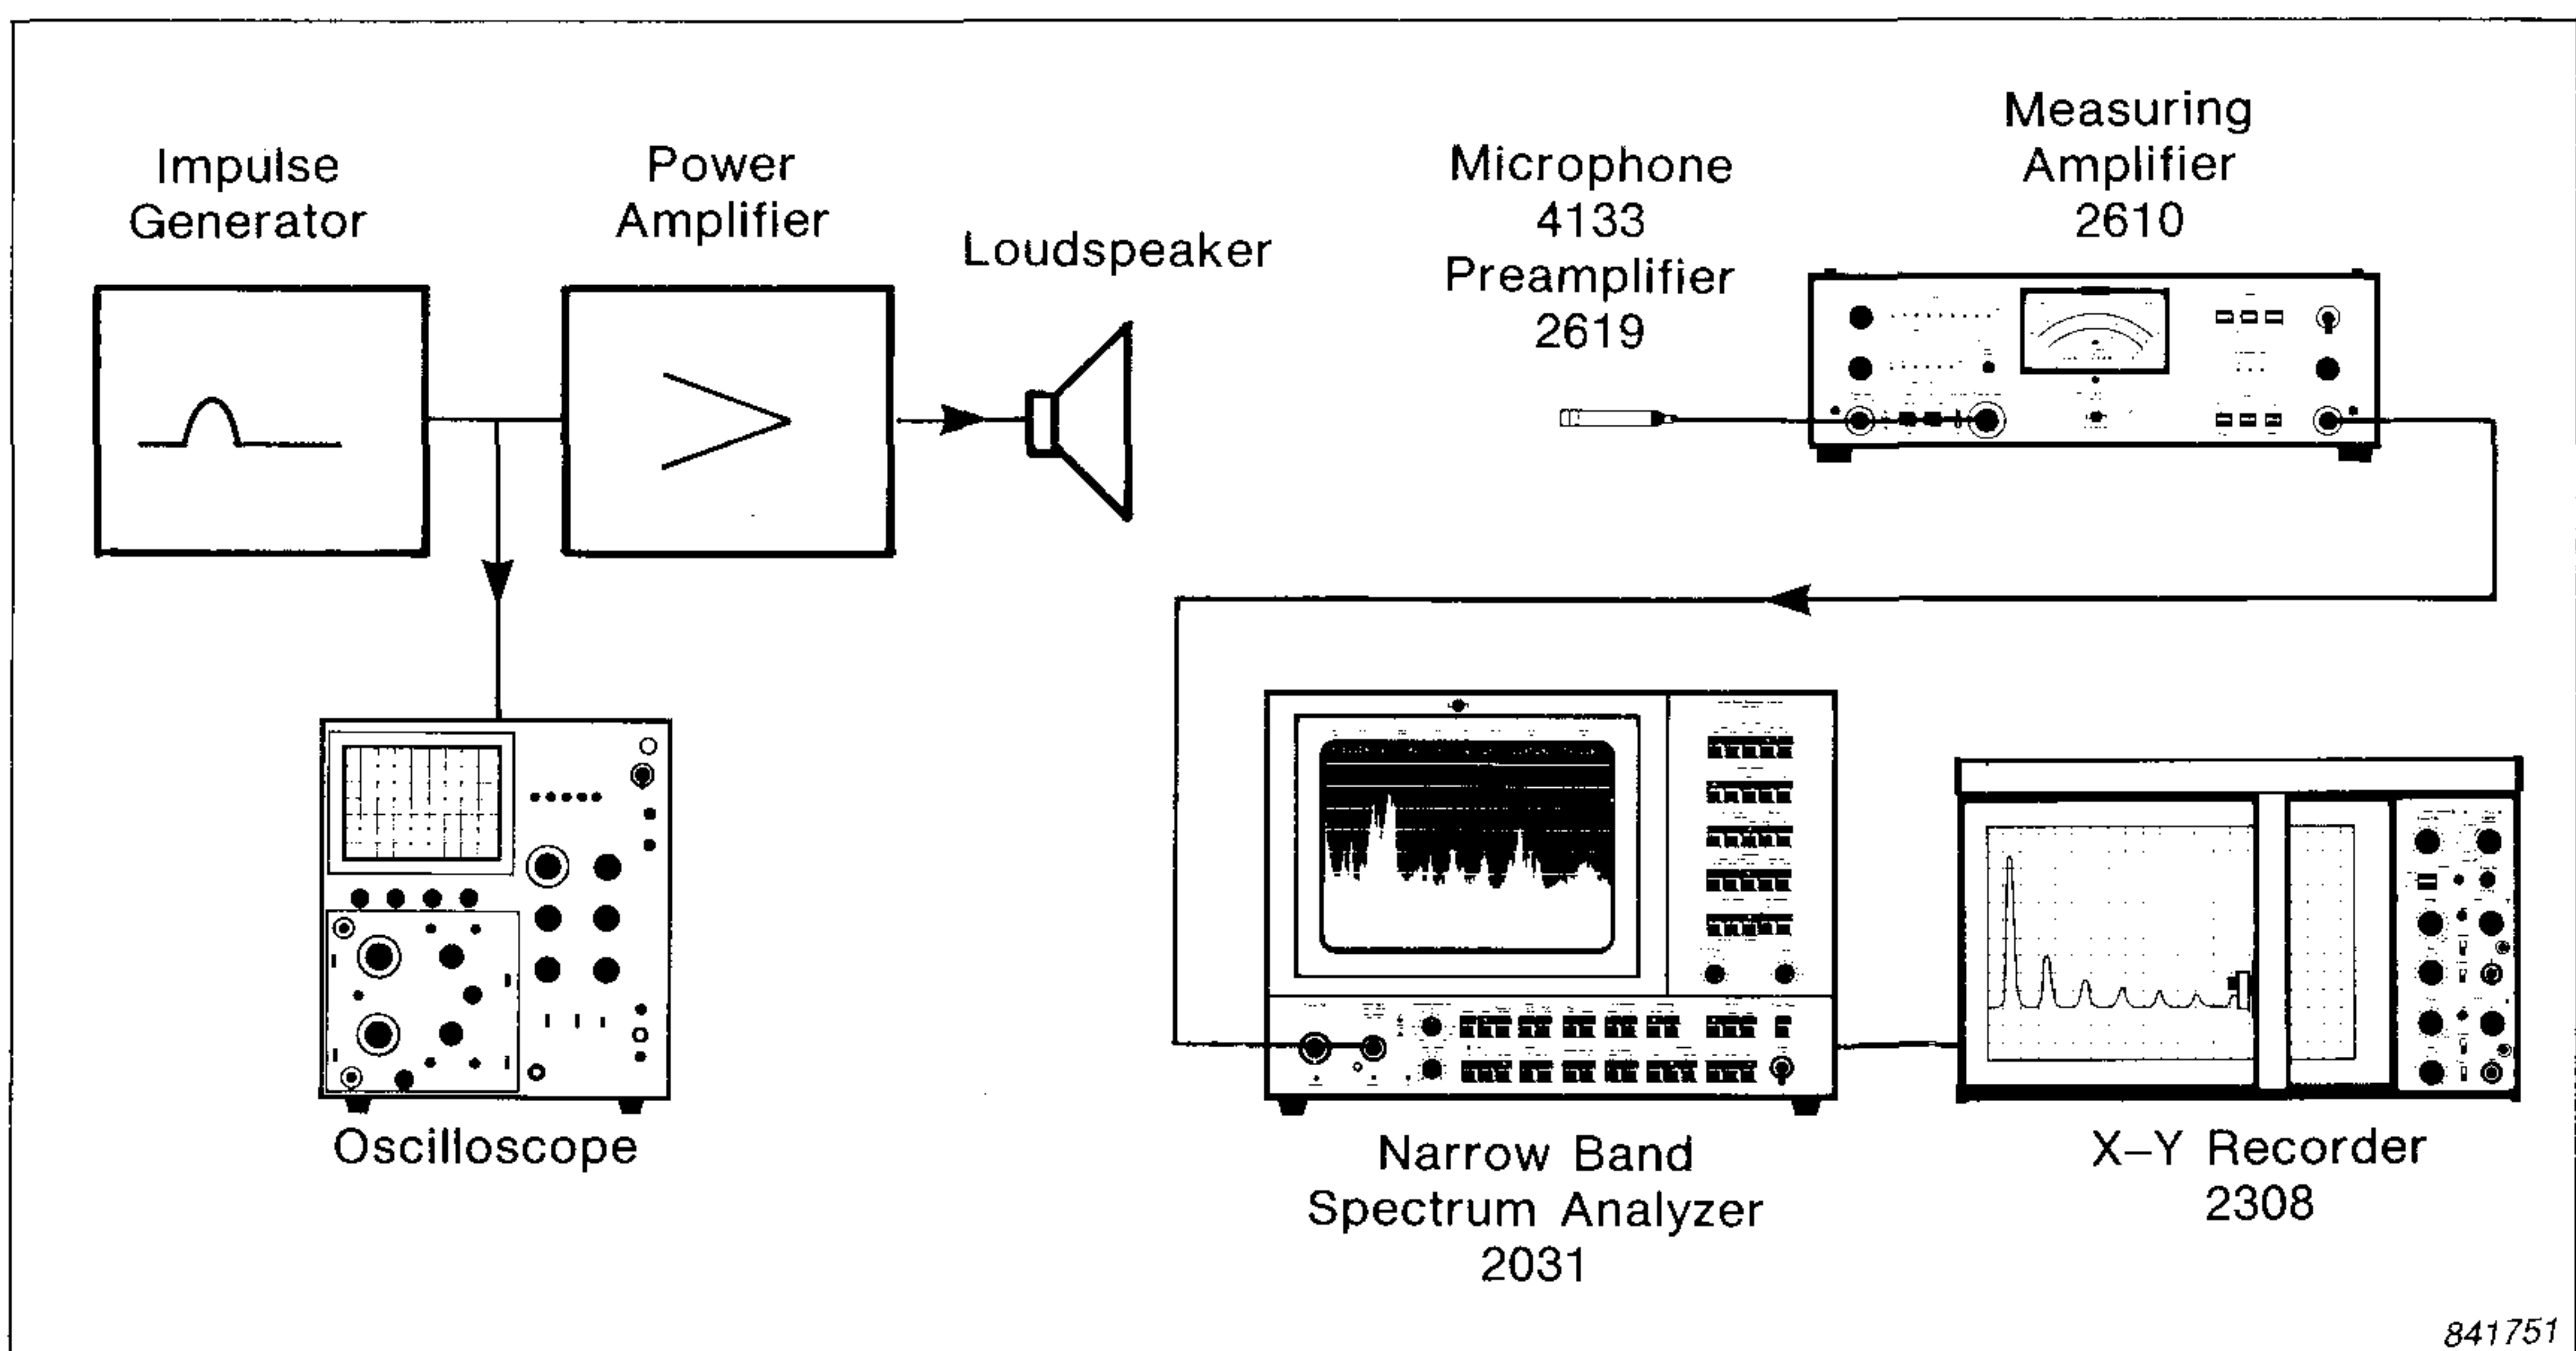 Impulse
Generator
Power
Amplifier
Loudspeaker
Microphone
4133
Preamplifier
2619
Measuring
Amplifier
2610
Oscilloscope
Narrow Band
Spectrum Analyzer
2031
X–Y Recorder
2308
841751